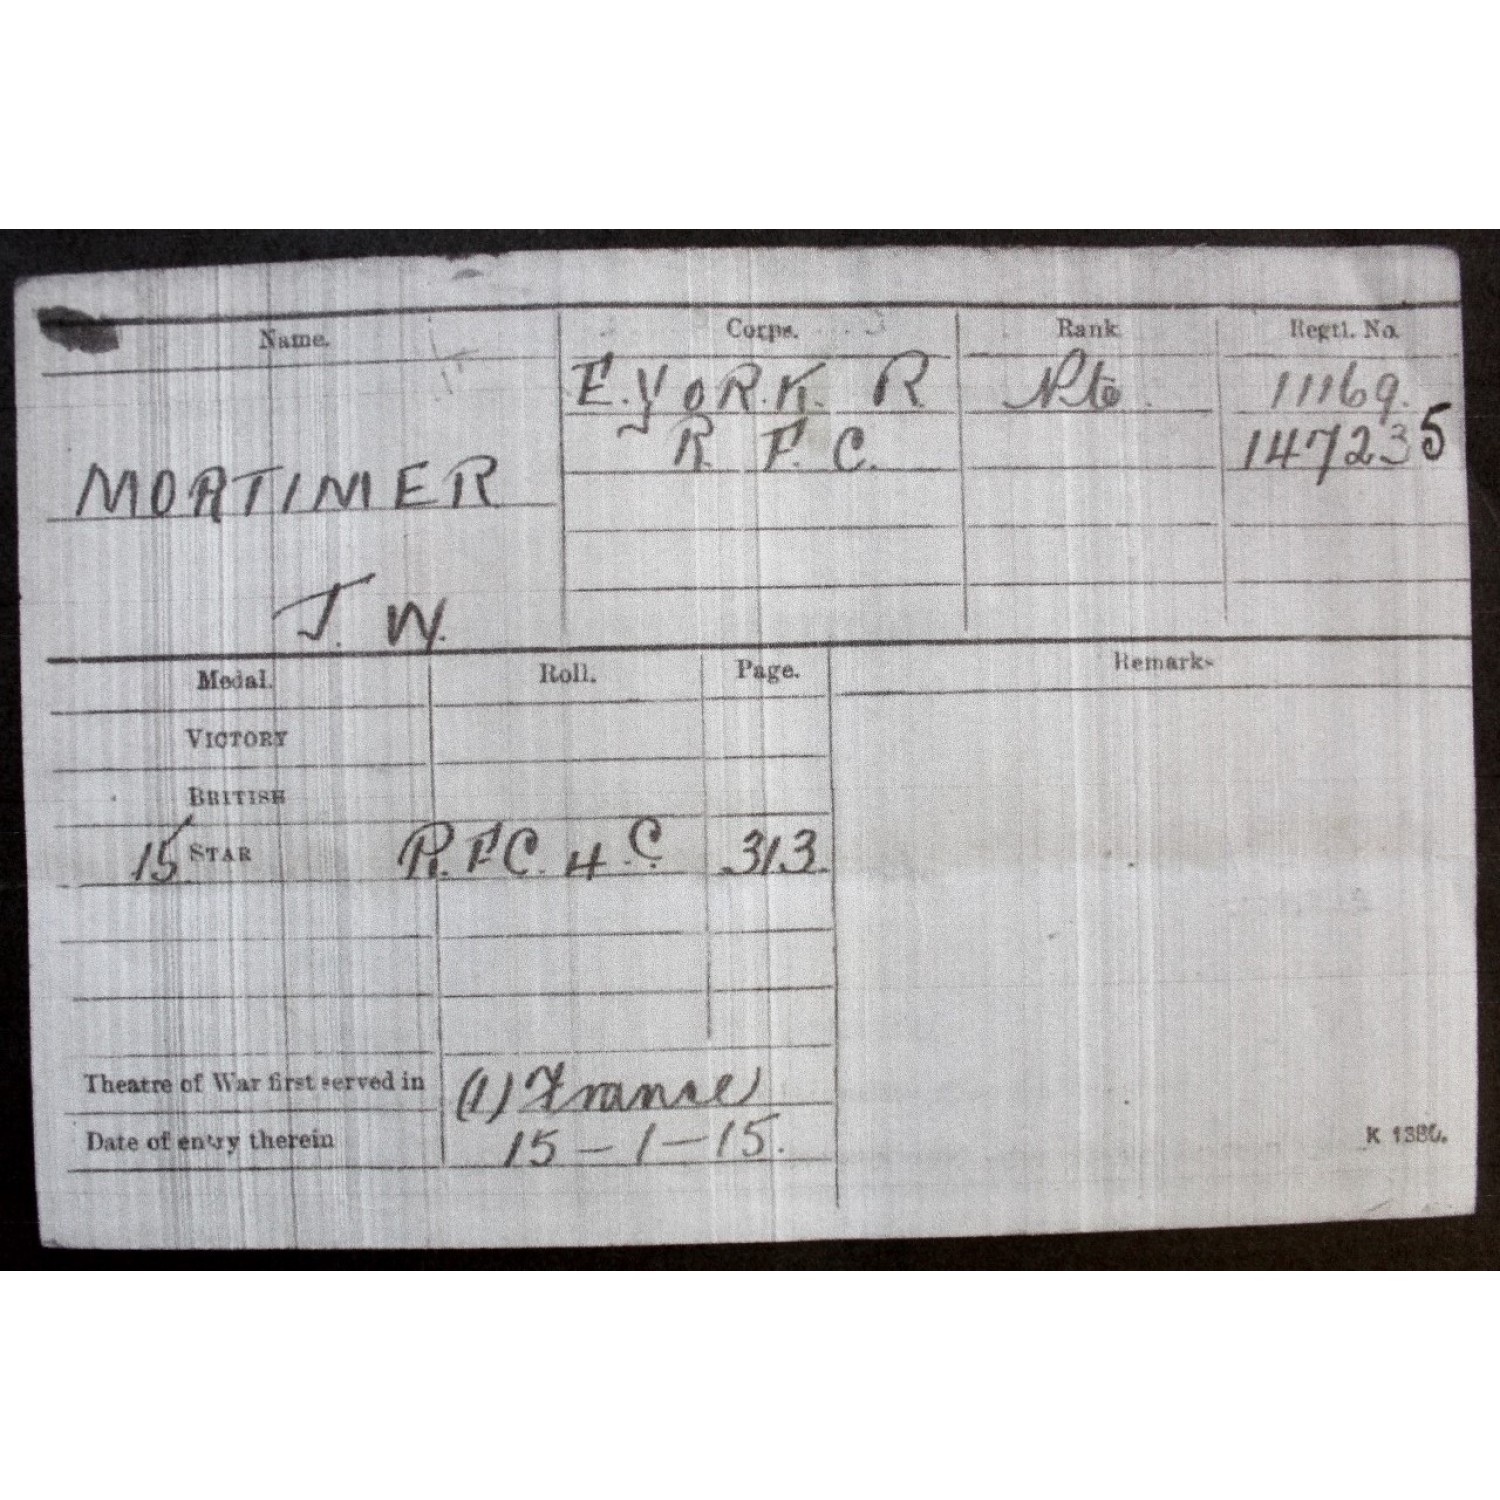 Name. Corps. Rank Regtl. No.
E. YORK. R. Pte 11169.
R. F. C. 147235
MORTIMER
J. W.
Medal. Roll. Page. Remarks
VICTORY
BRITISH
15 STAR R.F.C. 4 C. 313.
Theatre of War first served in (1) France
Date of entry therein 15-1-15.
K 1380.